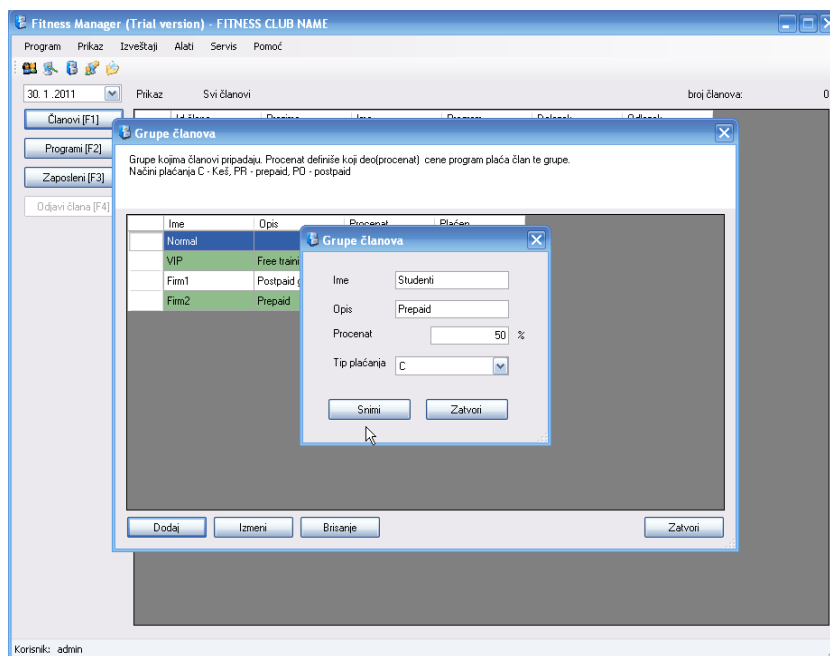 Fitness Manager (Trial version) - FITNESS CLUB NAME
Program Prikaz Izveštaji Alati Servis Pomoć
30. 1 .2011 Prikaz Svi članovi broj članova: 0
Članovi [F1]
Programi [F2]
Zaposleni [F3]
Odjavi člana [F4]
Grupe članova
Grupe kojima članovi pripadaju. Procenat definiše koji deo(procenat) cene program plaća član te grupe.
Načini plaćanja C - Keš, PR - prepaid, PO - postpaid
Ime Opis Procenat Plaćen
Normal
VIP Free traini
Firm1 Postpaid g
Firm2 Prepaid
Grupe članova
Ime Studenti
Opis Prepaid
Procenat 50 %
Tip plaćanja C
Snimi Zatvori
Dodaj Izmeni Brisanje Zatvori
Korisnik: admin